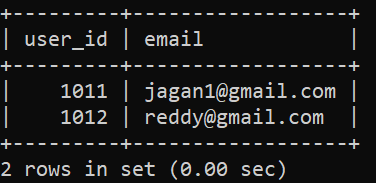 +---------+------------------+
| user_id | email            |
+---------+------------------+
|    1011 | jagan1@gmail.com |
|    1012 | reddy@gmail.com  |
+---------+------------------+
2 rows in set (0.00 sec)